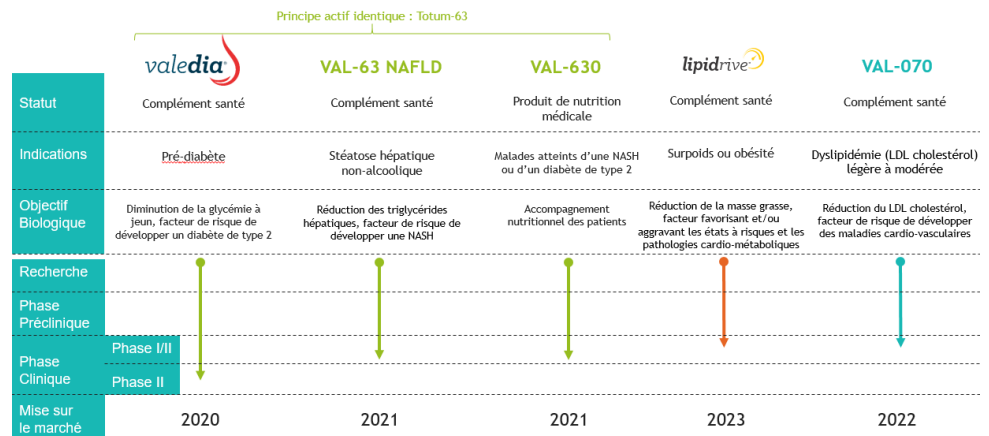 Principe actif identique : Totum-63
valedia®
VAL-63 NAFLD
VAL-630
lipidrive
VAL-070
Statut
Complément santé
Complément santé
Produit de nutrition
médicale
Complément santé
Complément santé
Indications
Pré-diabète
Stéatose hépatique
non-alcoolique
Malades atteints d'une NASH
ou d'un diabète de type 2
Surpoids ou obésité
Dyslipidémie (LDL cholestérol)
légère à modérée
Objectif
Biologique
Diminution de la glycémie à
jeun, facteur de risque de
développer un diabète de type 2
Réduction des triglycérides
hépatiques, facteur de risque de
développer une NASH
Accompagnement
nutritionnel des patients
Réduction de la masse grasse,
facteur favorisant et/ou
aggravant les états à risques et les
pathologies cardio-métaboliques
Réduction du LDL cholestérol,
facteur de risque de développer
des maladies cardio-vasculaires
Recherche
Phase
Préclinique
Phase
Clinique
Phase I/II
Phase II
Mise sur
le marché
2020
2021
2021
2023
2022